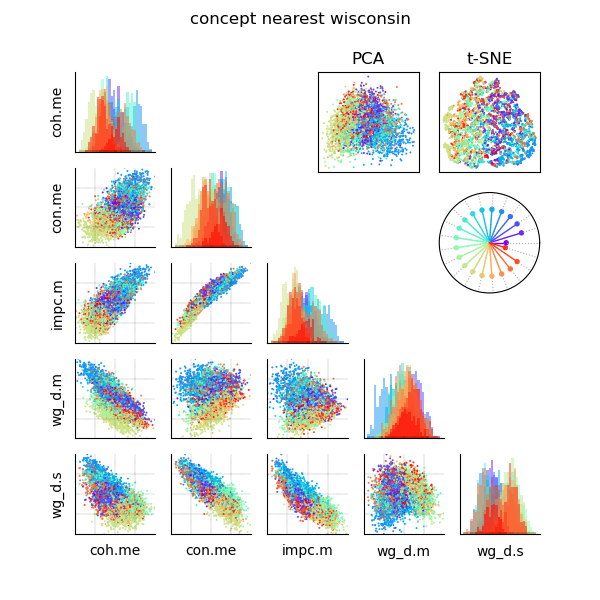 concept nearest wisconsin
PCA
t-SNE
coh.me
con.me
impc.m
wg_d.m
wg_d.s
coh.me
con.me
impc.m
wg_d.m
wg_d.s